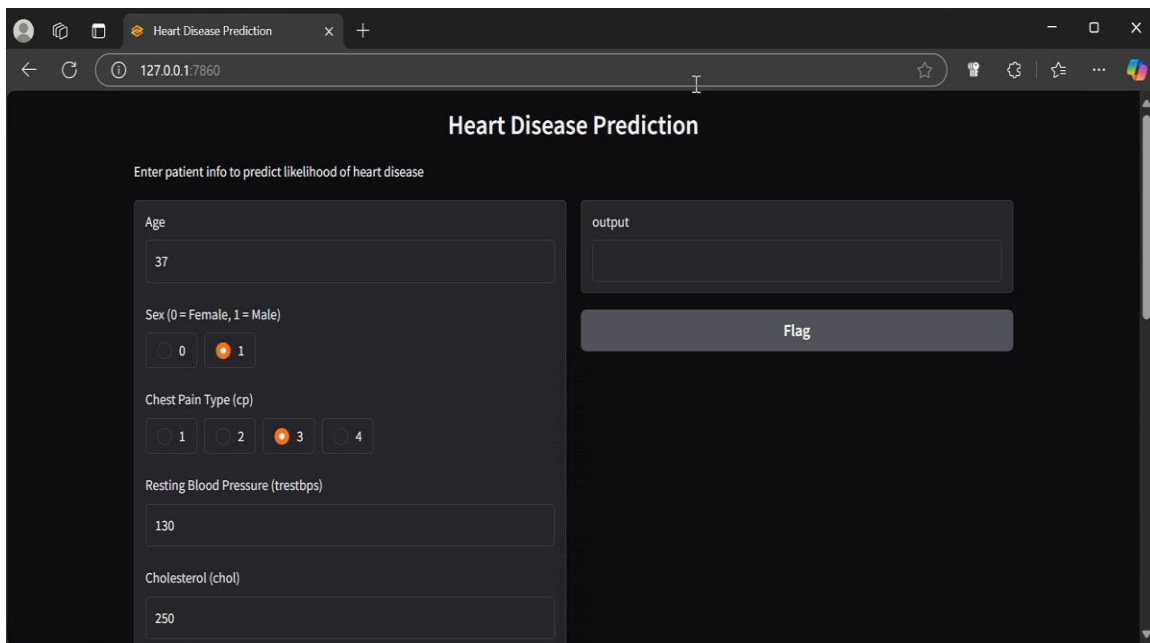 Heart Disease Prediction
127.0.0.1:7860
Heart Disease Prediction
Enter patient info to predict likelihood of heart disease
Age
37
Sex (0 = Female, 1 = Male)
0 1
Chest Pain Type (cp)
1 2 3 4
Resting Blood Pressure (trestbps)
130
Cholesterol (chol)
250
output
Flag